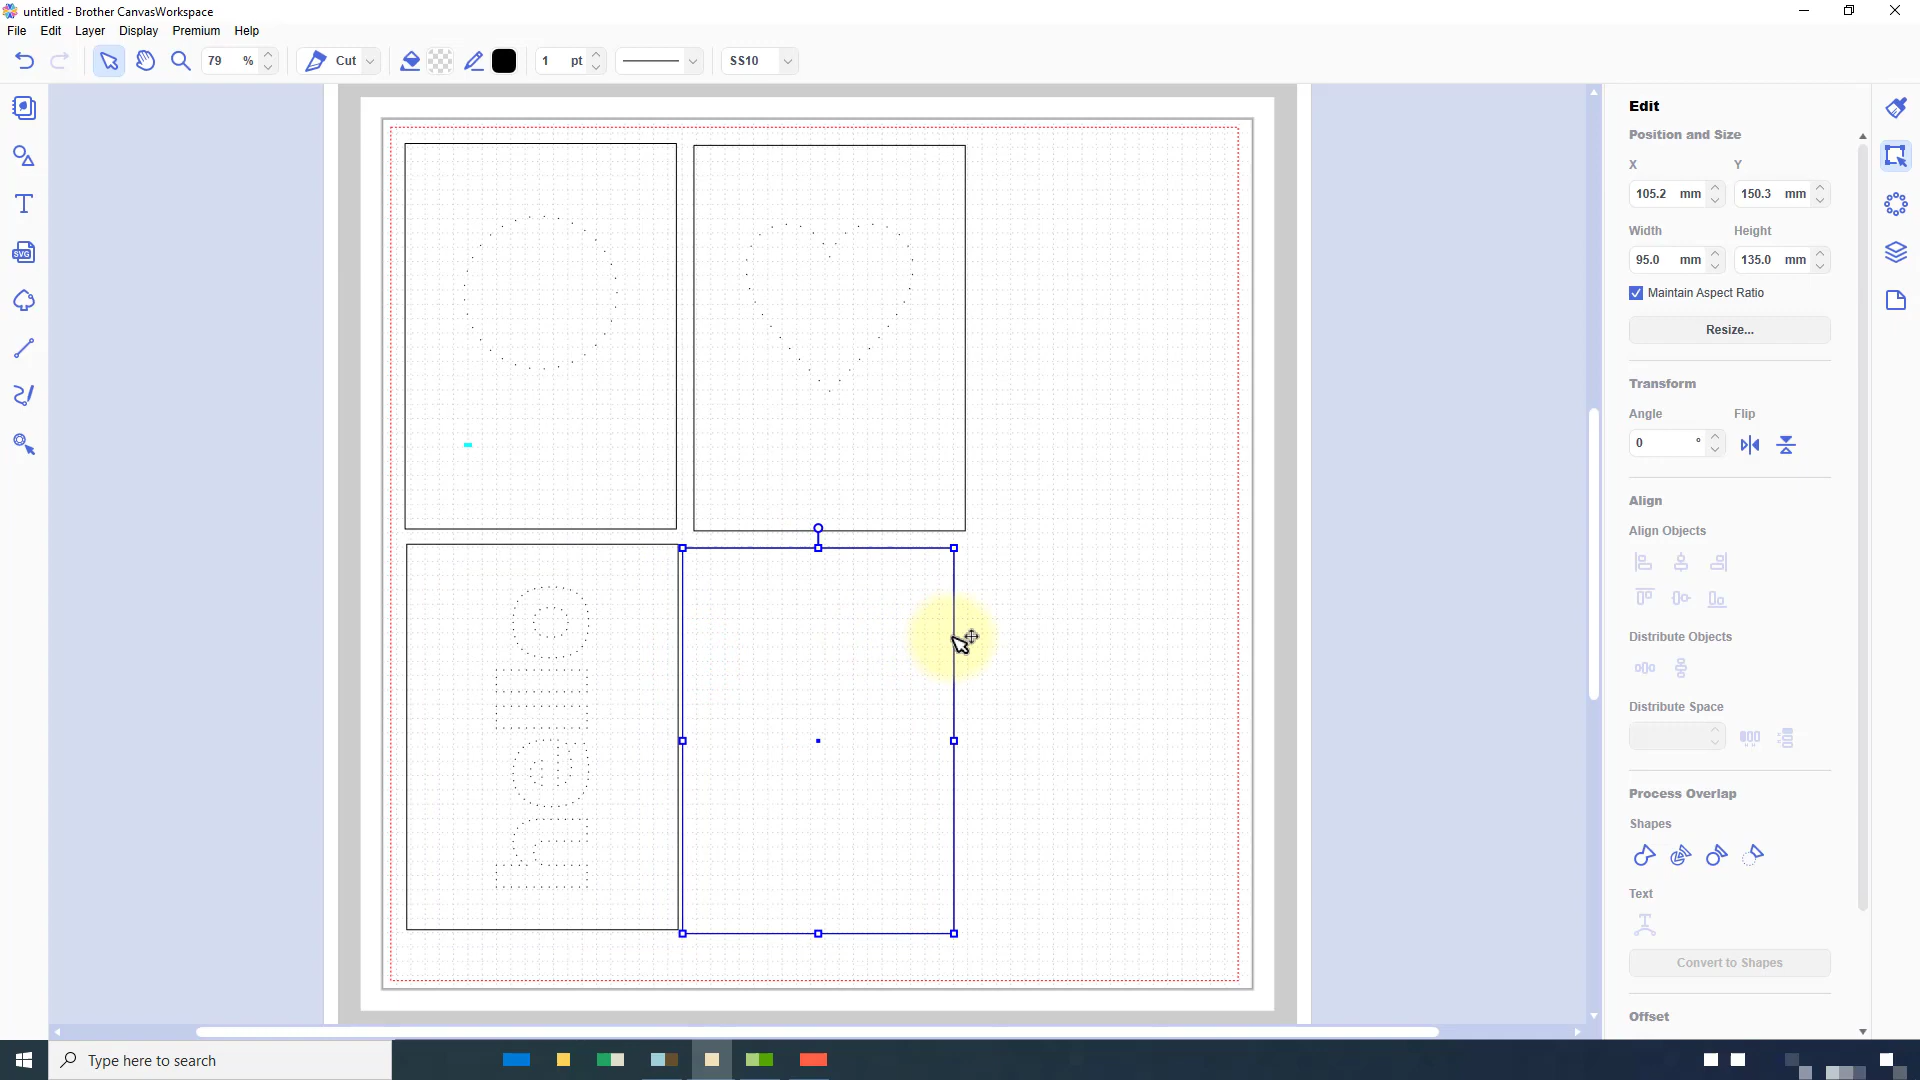 untitled - Brother CanvasWorkspace
File Edit Layer Display Premium Help
79 % Cut 1 pt SS10
SVG
T
hello
Edit
Position and Size
X Y
105.2 mm 150.3 mm
Width Height
95.0 mm 135.0 mm
Maintain Aspect Ratio
Resize...
Transform
Angle Flip
0 °
Align
Align Objects
Distribute Objects
Distribute Space
Process Overlap
Shapes
Text
Convert to Shapes
Offset
Type here to search